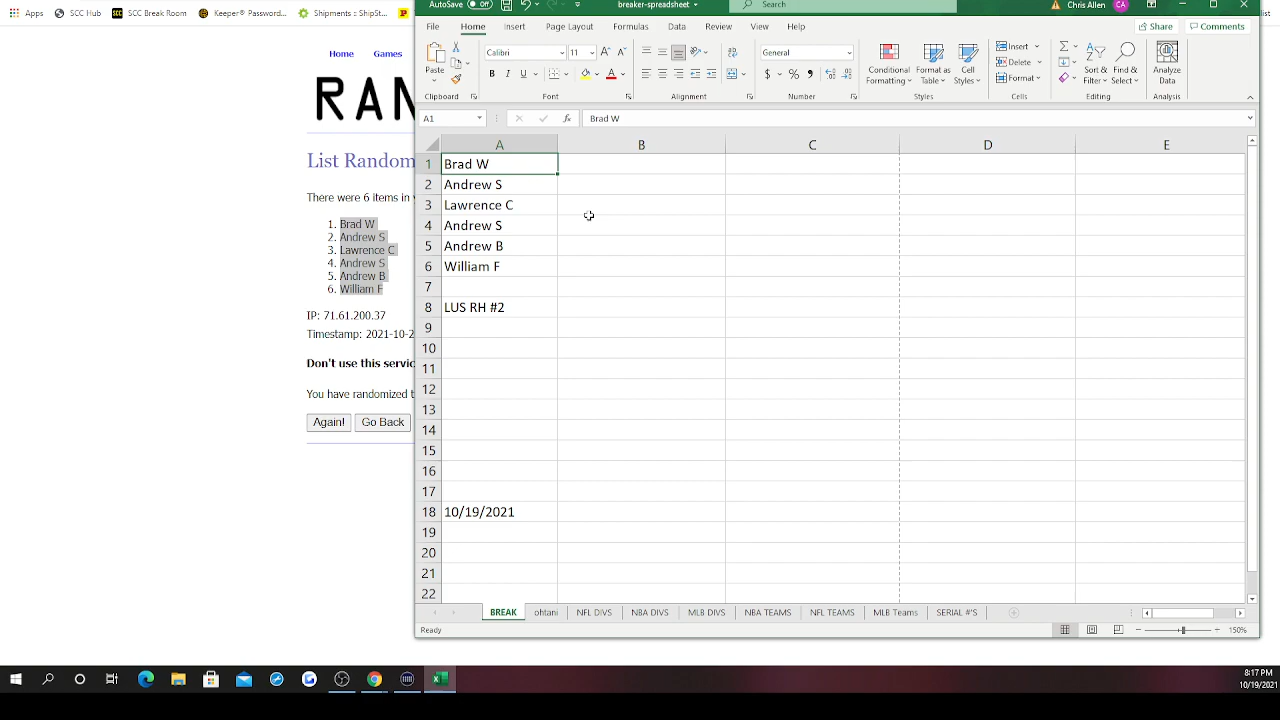 Apps SCC Hub SCC Break Room Keeper® Password... Shipments :: ShipSt...
Home Games
RAN
List Random
There were 6 items in y
1. Brad W
2. Andrew S
3. Lawrence C
4. Andrew S
5. Andrew B
6. William F
IP: 71.61.200.37
Timestamp: 2021-10-2
Don't use this servic
You have randomized t
Again! Go Back
AutoSave Off breaker-spreadsheet Search Chris Allen CA
File Home Insert Page Layout Formulas Data Review View Help Share Comments
Calibri 11 General
Paste B I U A A $ % 9 Conditional Formatting Format as Table Cell Styles Insert Delete Format Sort & Filter Find & Select Analyze Data
Clipboard Font Alignment Number Styles Cells Editing Analysis
A1 fx Brad W
A B C D E
1 Brad W
2 Andrew S
3 Lawrence C
4 Andrew S
5 Andrew B
6 William F
7
8 LUS RH #2
9
10
11
12
13
14
15
16
17
18 10/19/2021
19
20
21
22
BREAK ohtani NFL DIVS NBA DIVS MLB DIVS NBA TEAMS NFL TEAMS MLB Teams SERIAL #'S
Ready 150%
8:17 PM
10/19/2021